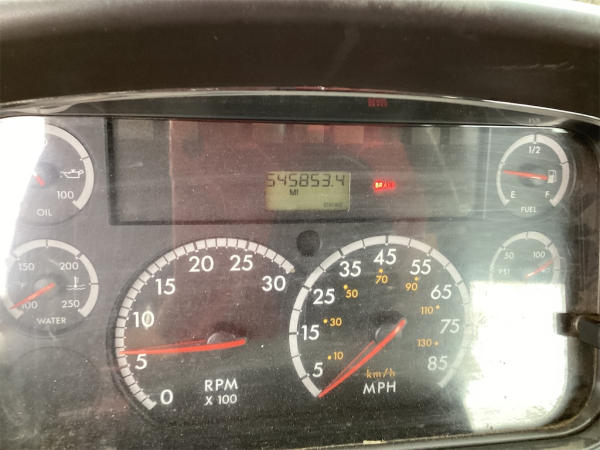 545853.4
MI
BRAKE
100
OIL
1/2
E F
FUEL
150 200
100 250
WATER
0 5 10 15 20 25 30
RPM
X 100
5 15 25 35 45 55 65 75 85
10 30 50 70 90 110 130
km/h
MPH
50 100
PSI